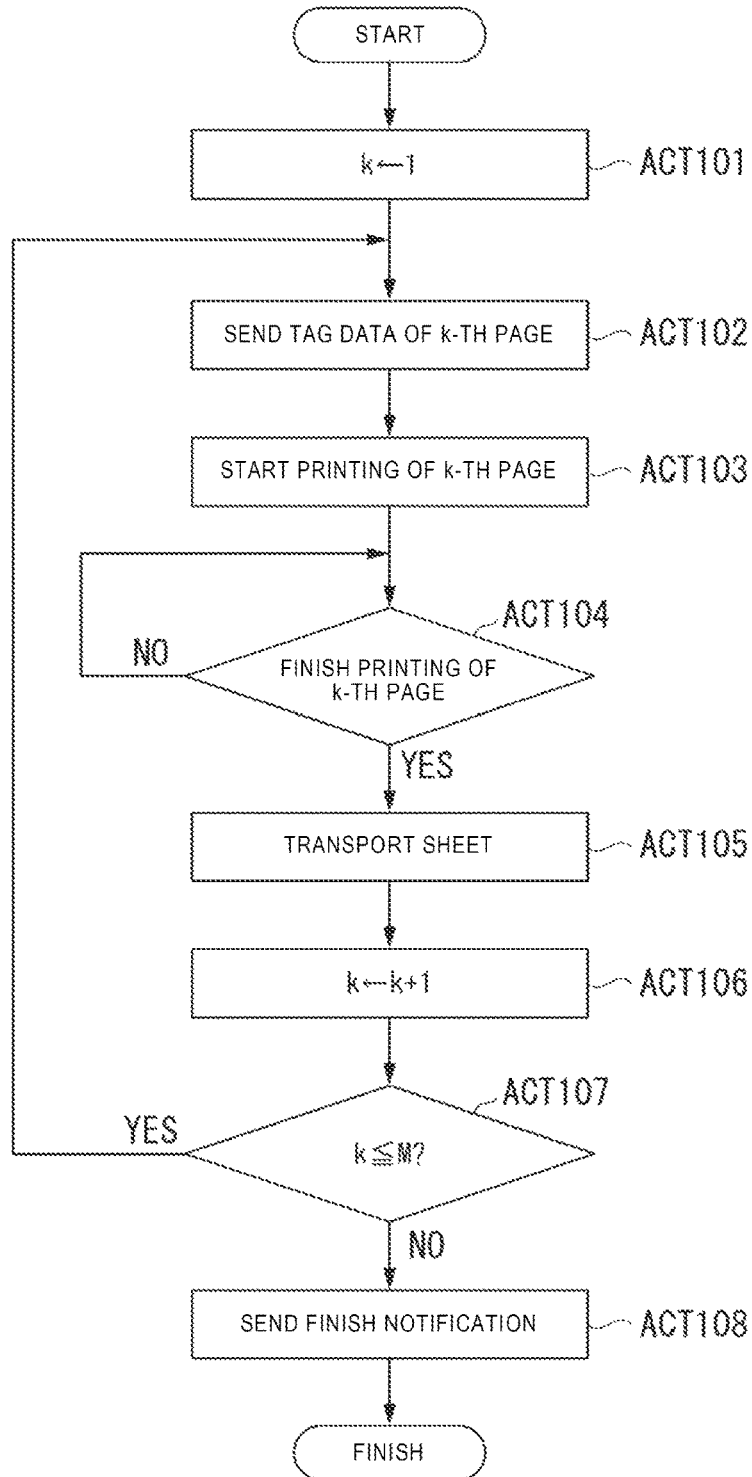 START
k←1
ACT101
SEND TAG DATA OF k-TH PAGE
ACT102
START PRINTING OF k-TH PAGE
ACT103
ACT104
NO
FINISH PRINTING OF
k-TH PAGE
YES
TRANSPORT SHEET
ACT105
k←k+1
ACT106
ACT107
YES
k≦M?
NO
SEND FINISH NOTIFICATION
ACT108
FINISH